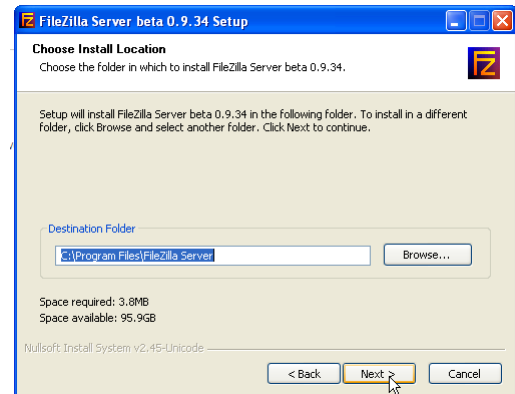 FileZilla Server beta 0.9.34 Setup
Choose Install Location
Choose the folder in which to install FileZilla Server beta 0.9.34.
FZ
Setup will install FileZilla Server beta 0.9.34 in the following folder. To install in a different
folder, click Browse and select another folder. Click Next to continue.
Destination Folder
C:\Program Files\FileZilla Server
Browse...
Space required: 3.8MB
Space available: 95.9GB
Nullsoft Install System v2.45-Unicode
< Back
Next >
Cancel